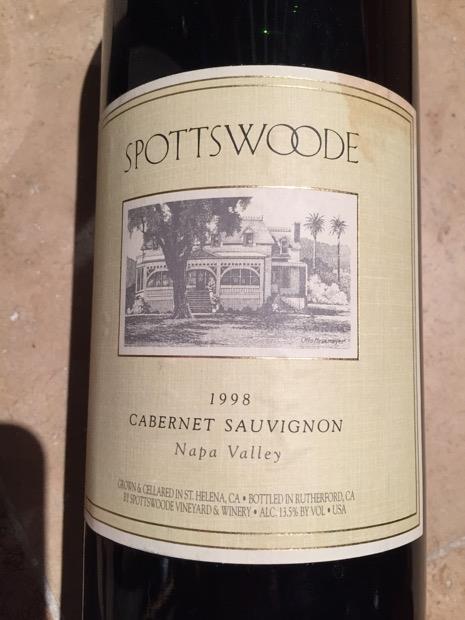 SPOTTSWOODE
1998
CABERNET SAUVIGNON
Napa Valley
GROWN & CELLARED IN ST. HELENA, CA • BOTTLED IN RUTHERFORD, CA
BY SPOTTSWOODE VINEYARD & WINERY • ALC. 13.5% BY VOL • USA